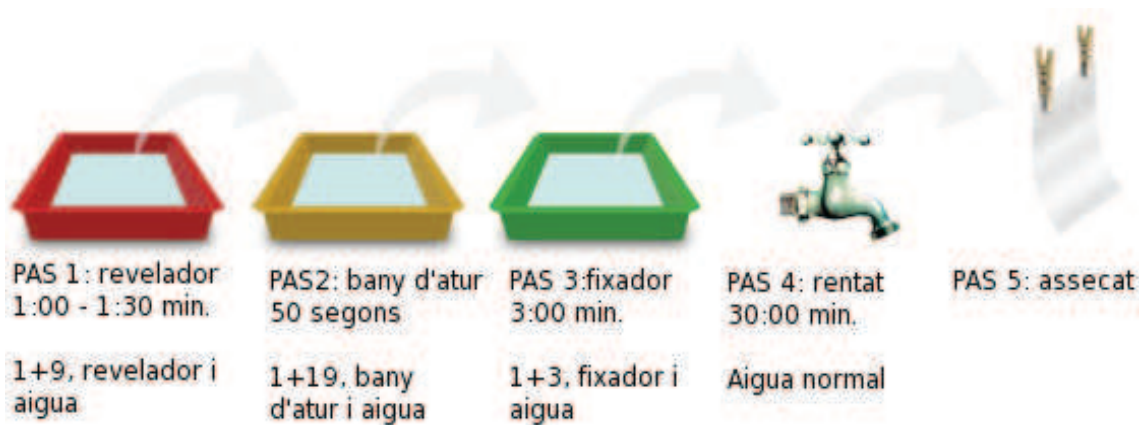 PAS 1: revelador
1:00 - 1:30 min.
1+9, revelador i
aigua
PAS2: bany d'atur
50 segons
1+19, bany
d'atur i aigua
PAS 3:fixador
3:00 min.
1+3, fixador i
aigua
PAS 4: rentat
30:00 min.
Aigua normal
PAS 5: assecat